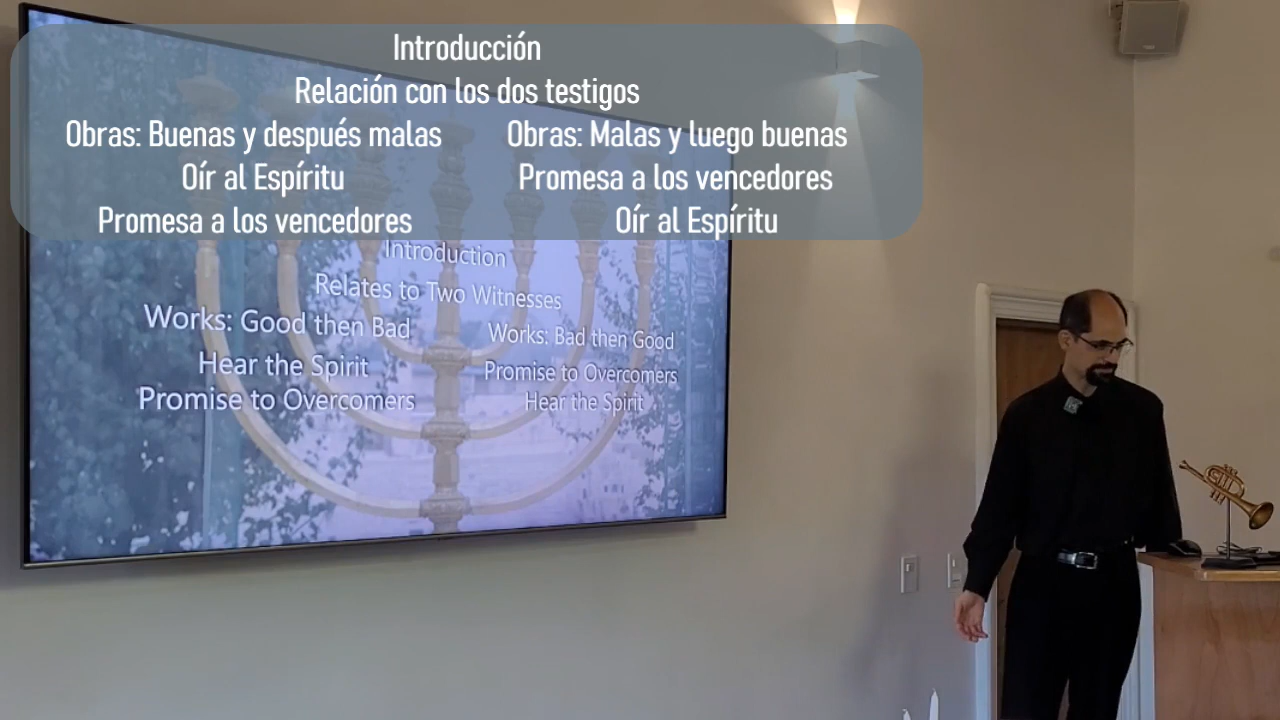 Introducción
Relación con los dos testigos
Obras: Buenas y después malas
Obras: Malas y luego buenas
Oír al Espíritu
Promesa a los vencedores
Promesa a los vencedores
Oír al Espíritu
Introduction
Relates to Two Witnesses
Works: Good then Bad
Works: Bad then Good
Hear the Spirit
Promise to Overcomers
Promise to Overcomers
Hear the Spirit